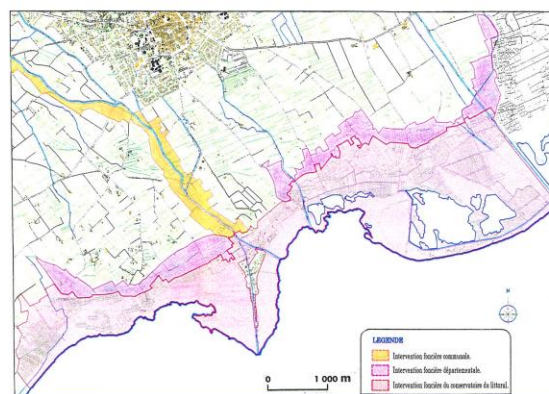 N
LEGENDE
Intervention foncière communale.
Intervention foncière départementale.
Intervention foncière du conservatoire du littoral.
0 1 000 m